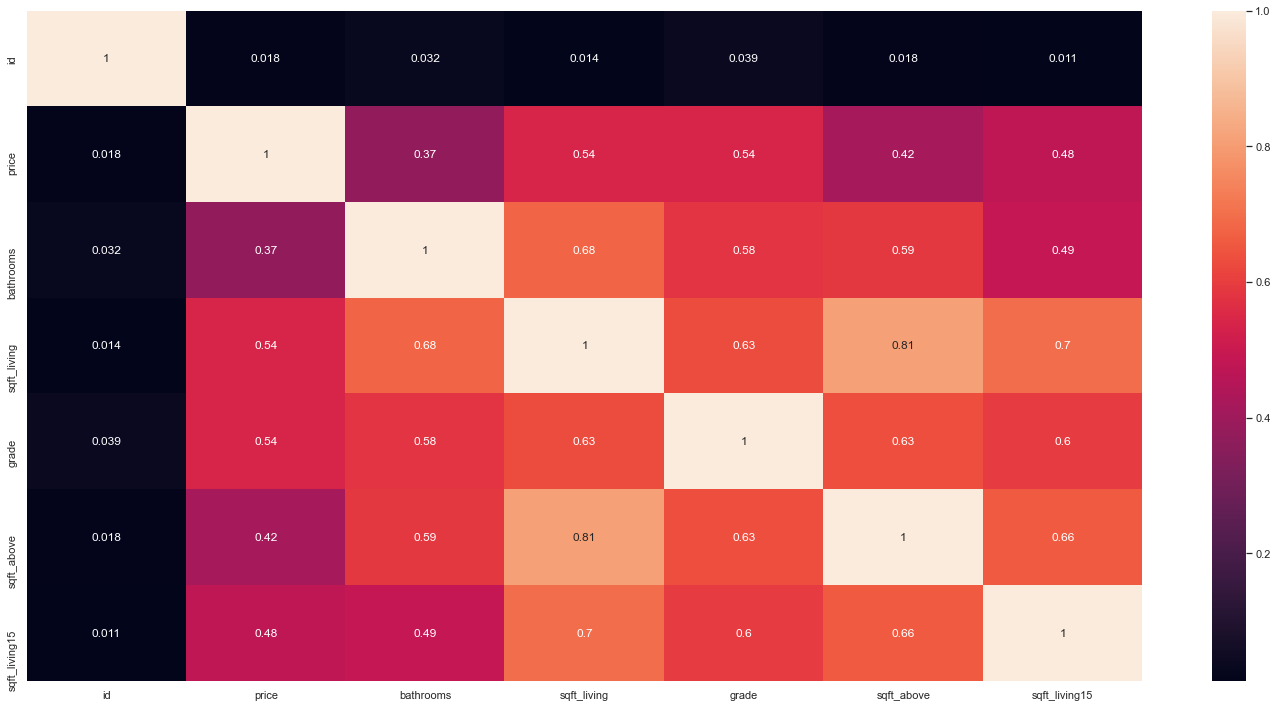 id 1 0.018 0.032 0.014 0.039 0.018 0.011
price 0.018 1 0.37 0.54 0.54 0.42 0.48
bathrooms 0.032 0.37 1 0.68 0.58 0.59 0.49
sqft_living 0.014 0.54 0.68 1 0.63 0.81 0.7
grade 0.039 0.54 0.58 0.63 1 0.63 0.6
sqft_above 0.018 0.42 0.59 0.81 0.63 1 0.66
sqft_living15 0.011 0.48 0.49 0.7 0.6 0.66 1
id price bathrooms sqft_living grade sqft_above sqft_living15
1.0
0.8
0.6
0.4
0.2